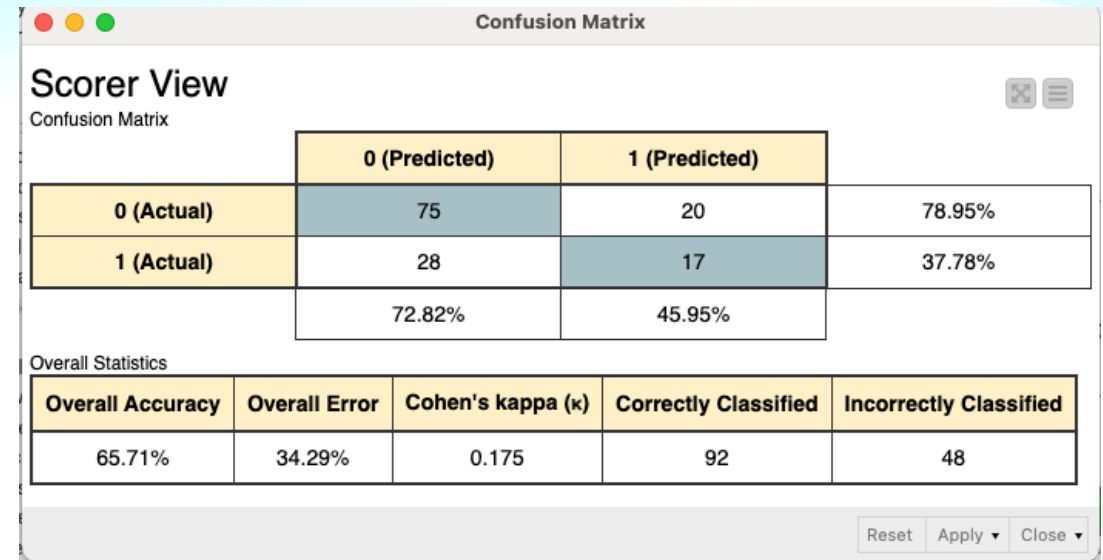 Confusion Matrix
Scorer View
Confusion Matrix
0 (Predicted) 1 (Predicted)
0 (Actual) 75 20 78.95%
1 (Actual) 28 17 37.78%
72.82% 45.95%
Overall Statistics
Overall Accuracy Overall Error Cohen's kappa (κ) Correctly Classified Incorrectly Classified
65.71% 34.29% 0.175 92 48
Reset Apply Close